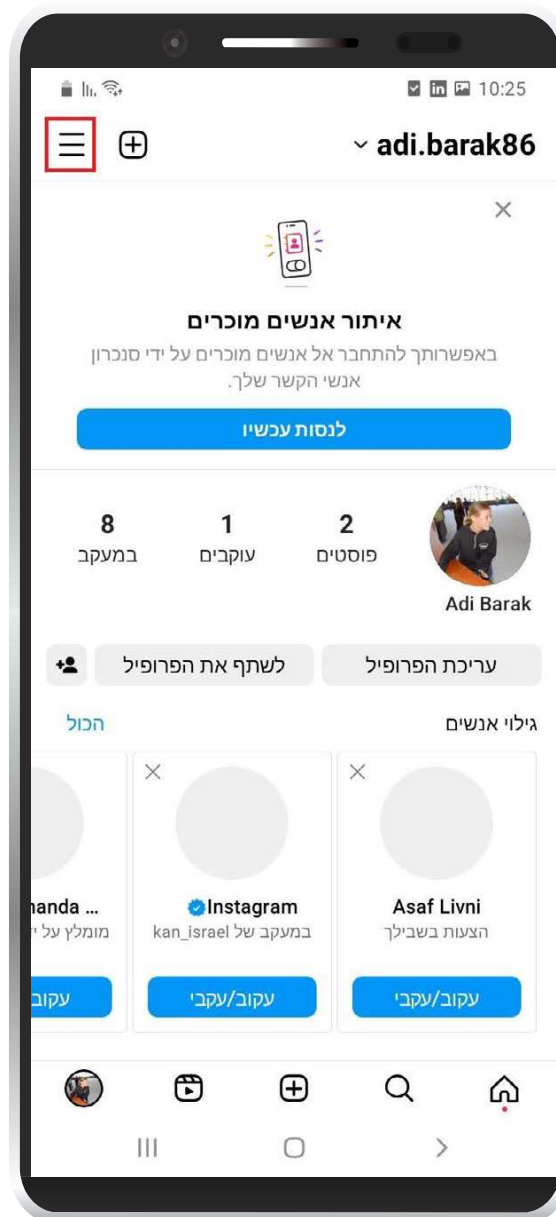 10:25
adi.barak86
איתור אנשים מוכרים
באפשרותך להתחבר אל אנשים מוכרים על ידי סנכרון
אנשי הקשר שלך.
לנסות עכשיו
2 1 8
פוסטים עוקבים במעקב
Adi Barak
עריכת הפרופיל לשתף את הפרופיל
גילוי אנשים הכול
Asaf Livni Instagram ...
הצעות בשבילך במעקב של kan_israel מומלץ על
עקוב/עקבי עקוב/עקבי